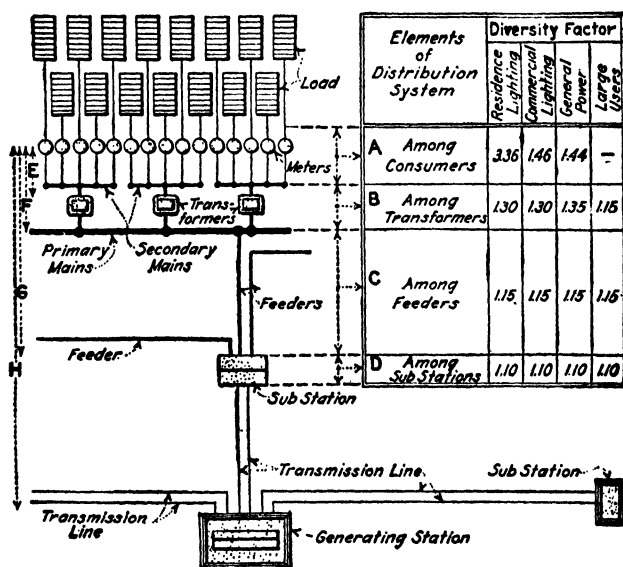 Load
Meters
Transformers
E
F
G
H
Primary Mains
Secondary Mains
Feeders
Feeder
Sub Station
Transmission Line
Sub Station
Transmission Line
Generating Station
Elements of Distribution System
Diversity Factor
Residence Lighting
Commercial Lighting
General Power
Large Users
A Among Consumers 3.36 1.46 1.44 —
B Among Transformers 1.30 1.30 1.35 1.15
C Among Feeders 1.15 1.15 1.15 1.15
D Among Sub Stations 1.10 1.10 1.10 1.10